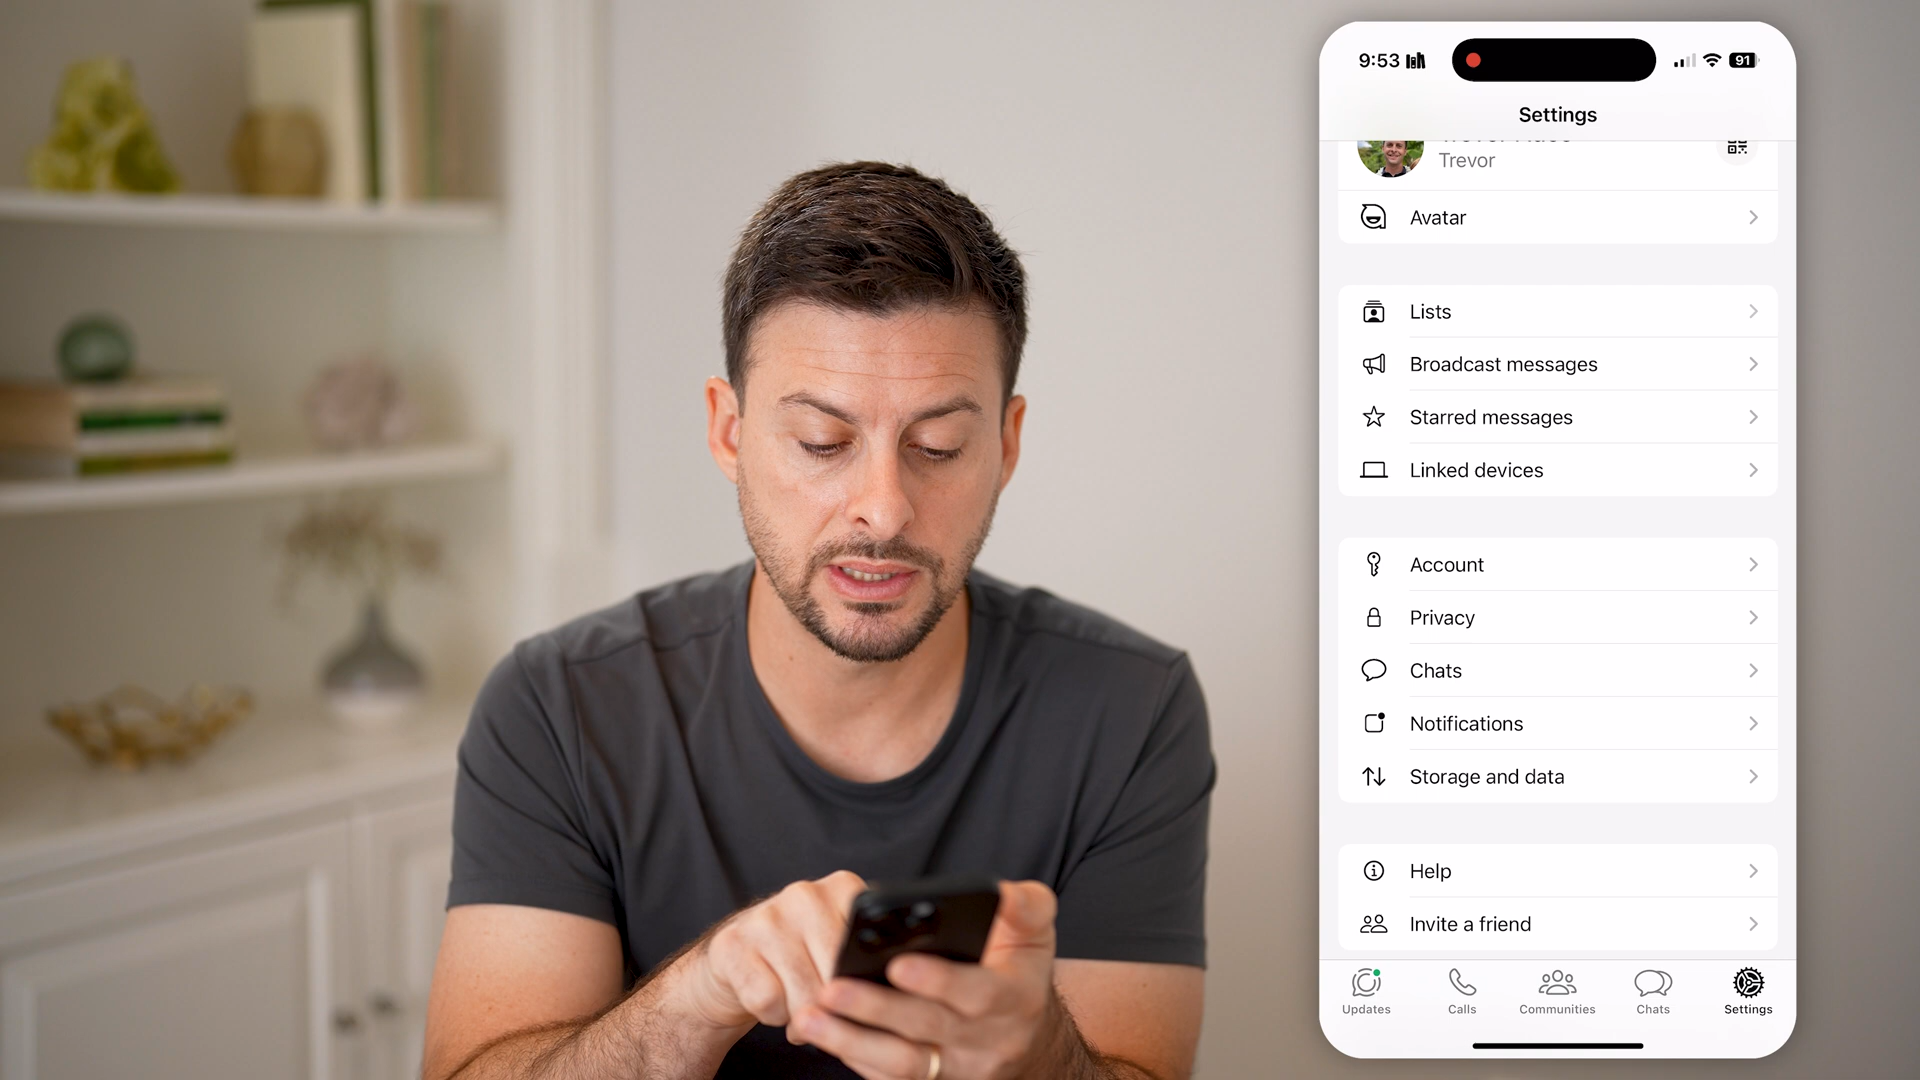 9:53
91
Settings
Trevor
Avatar
Lists
Broadcast messages
Starred messages
Linked devices
Account
Privacy
Chats
Notifications
Storage and data
Help
Invite a friend
Updates
Calls
Communities
Chats
Settings